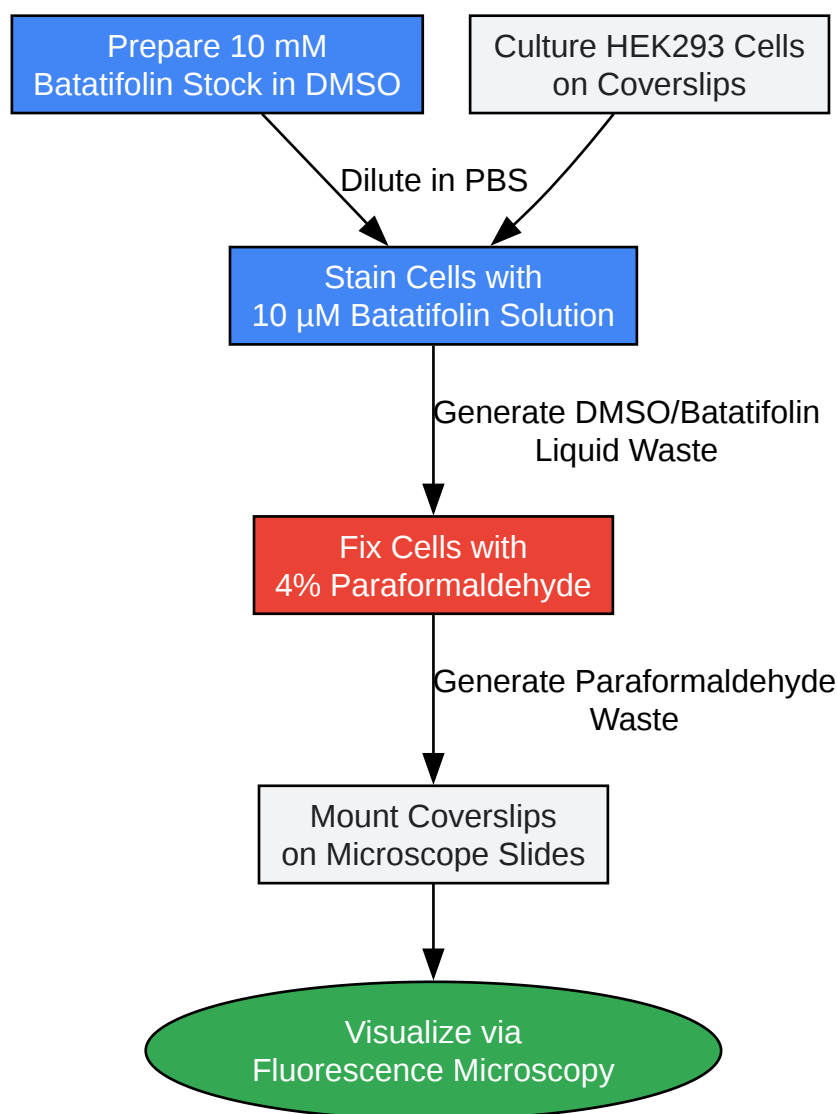 Prepare 10 mM
Batatifolin Stock in DMSO
Culture HEK293 Cells
on Coverslips
Dilute in PBS
Stain Cells with
10 µM Batatifolin Solution
Generate DMSO/Batatifolin
Liquid Waste
Fix Cells with
4% Paraformaldehyde
Generate Paraformaldehyde
Waste
Mount Coverslips
on Microscope Slides
Visualize via
Fluorescence Microscopy